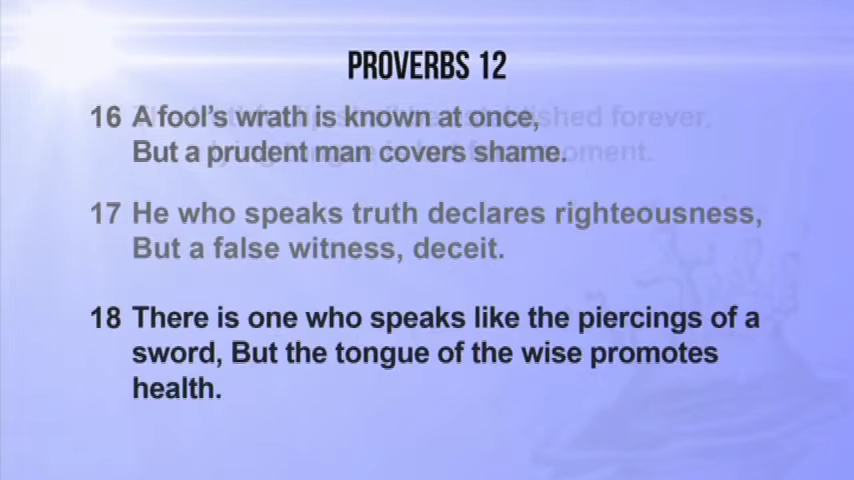 PROVERBS 12
16 A fool's wrath is known at once,
But a prudent man covers shame.
17 He who speaks truth declares righteousness,
But a false witness, deceit.
18 There is one who speaks like the piercings of a
sword, But the tongue of the wise promotes
health.